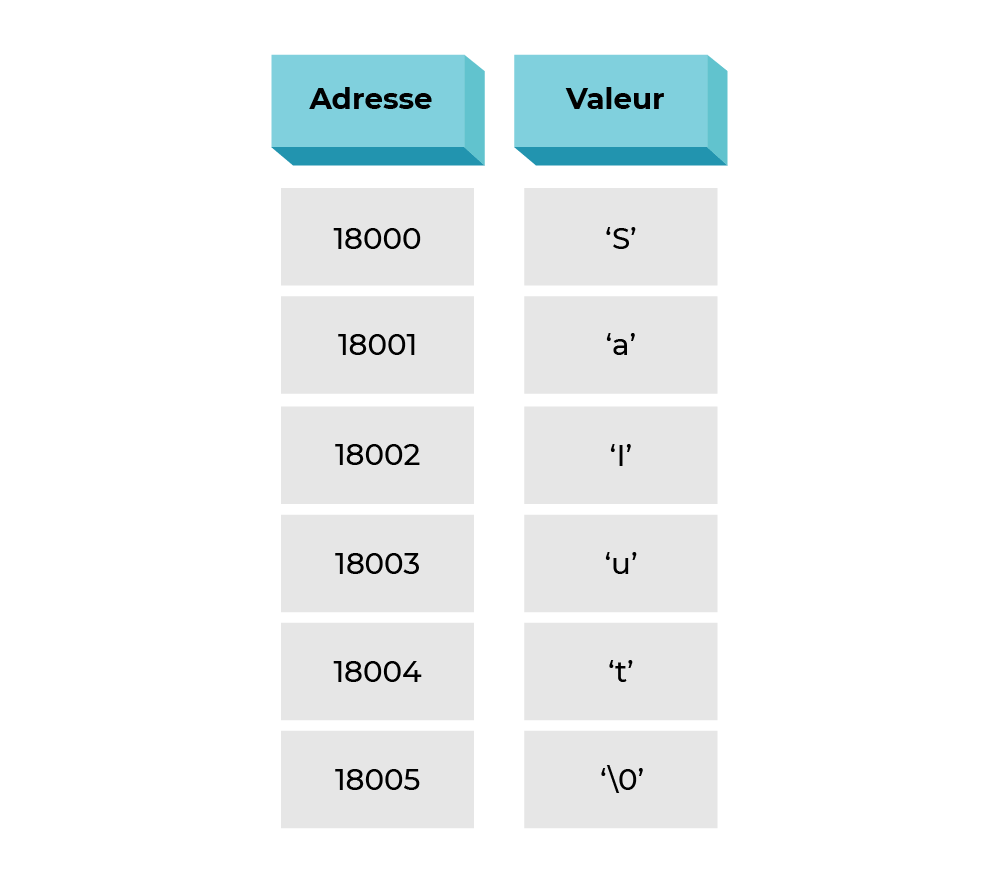 Adresse Valeur
18000 ‘S’
18001 ‘a’
18002 ‘l’
18003 ‘u’
18004 ‘t’
18005 ‘\0’